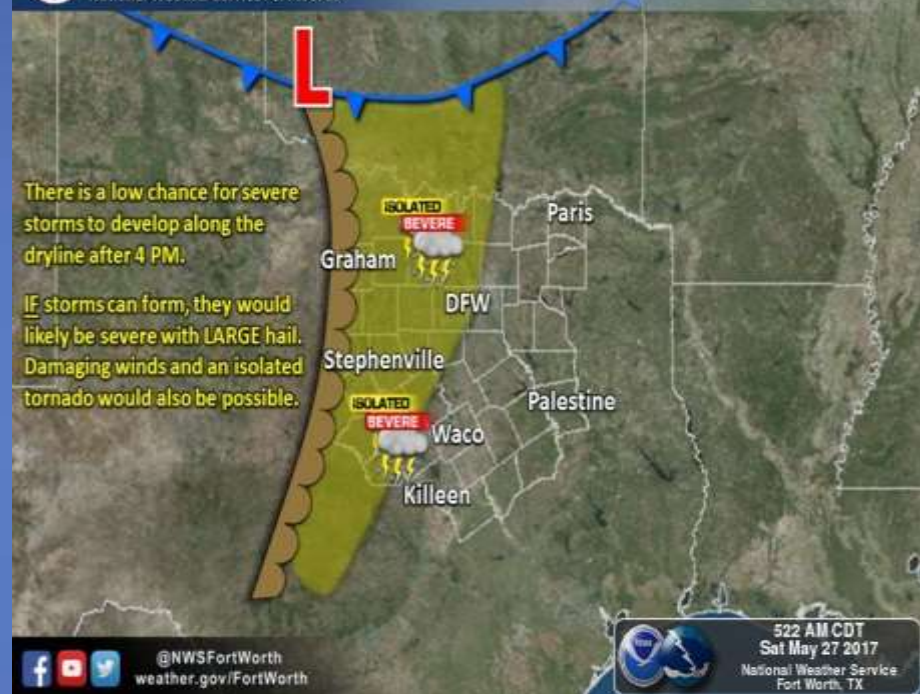 L
There is a low chance for severe
storms to develop along the
dryline after 4 PM.
IF storms can form, they would
likely be severe with LARGE hail.
Damaging winds and an isolated
tornado would also be possible.
ISOLATED
SEVERE
Paris
Graham
DFW
Stephenville
ISOLATED
SEVERE
Palestine
Waco
Killeen
@NWSFortWorth
weather.gov/FortWorth
522 AM CDT
Sat May 27 2017
National Weather Service
Fort Worth, TX